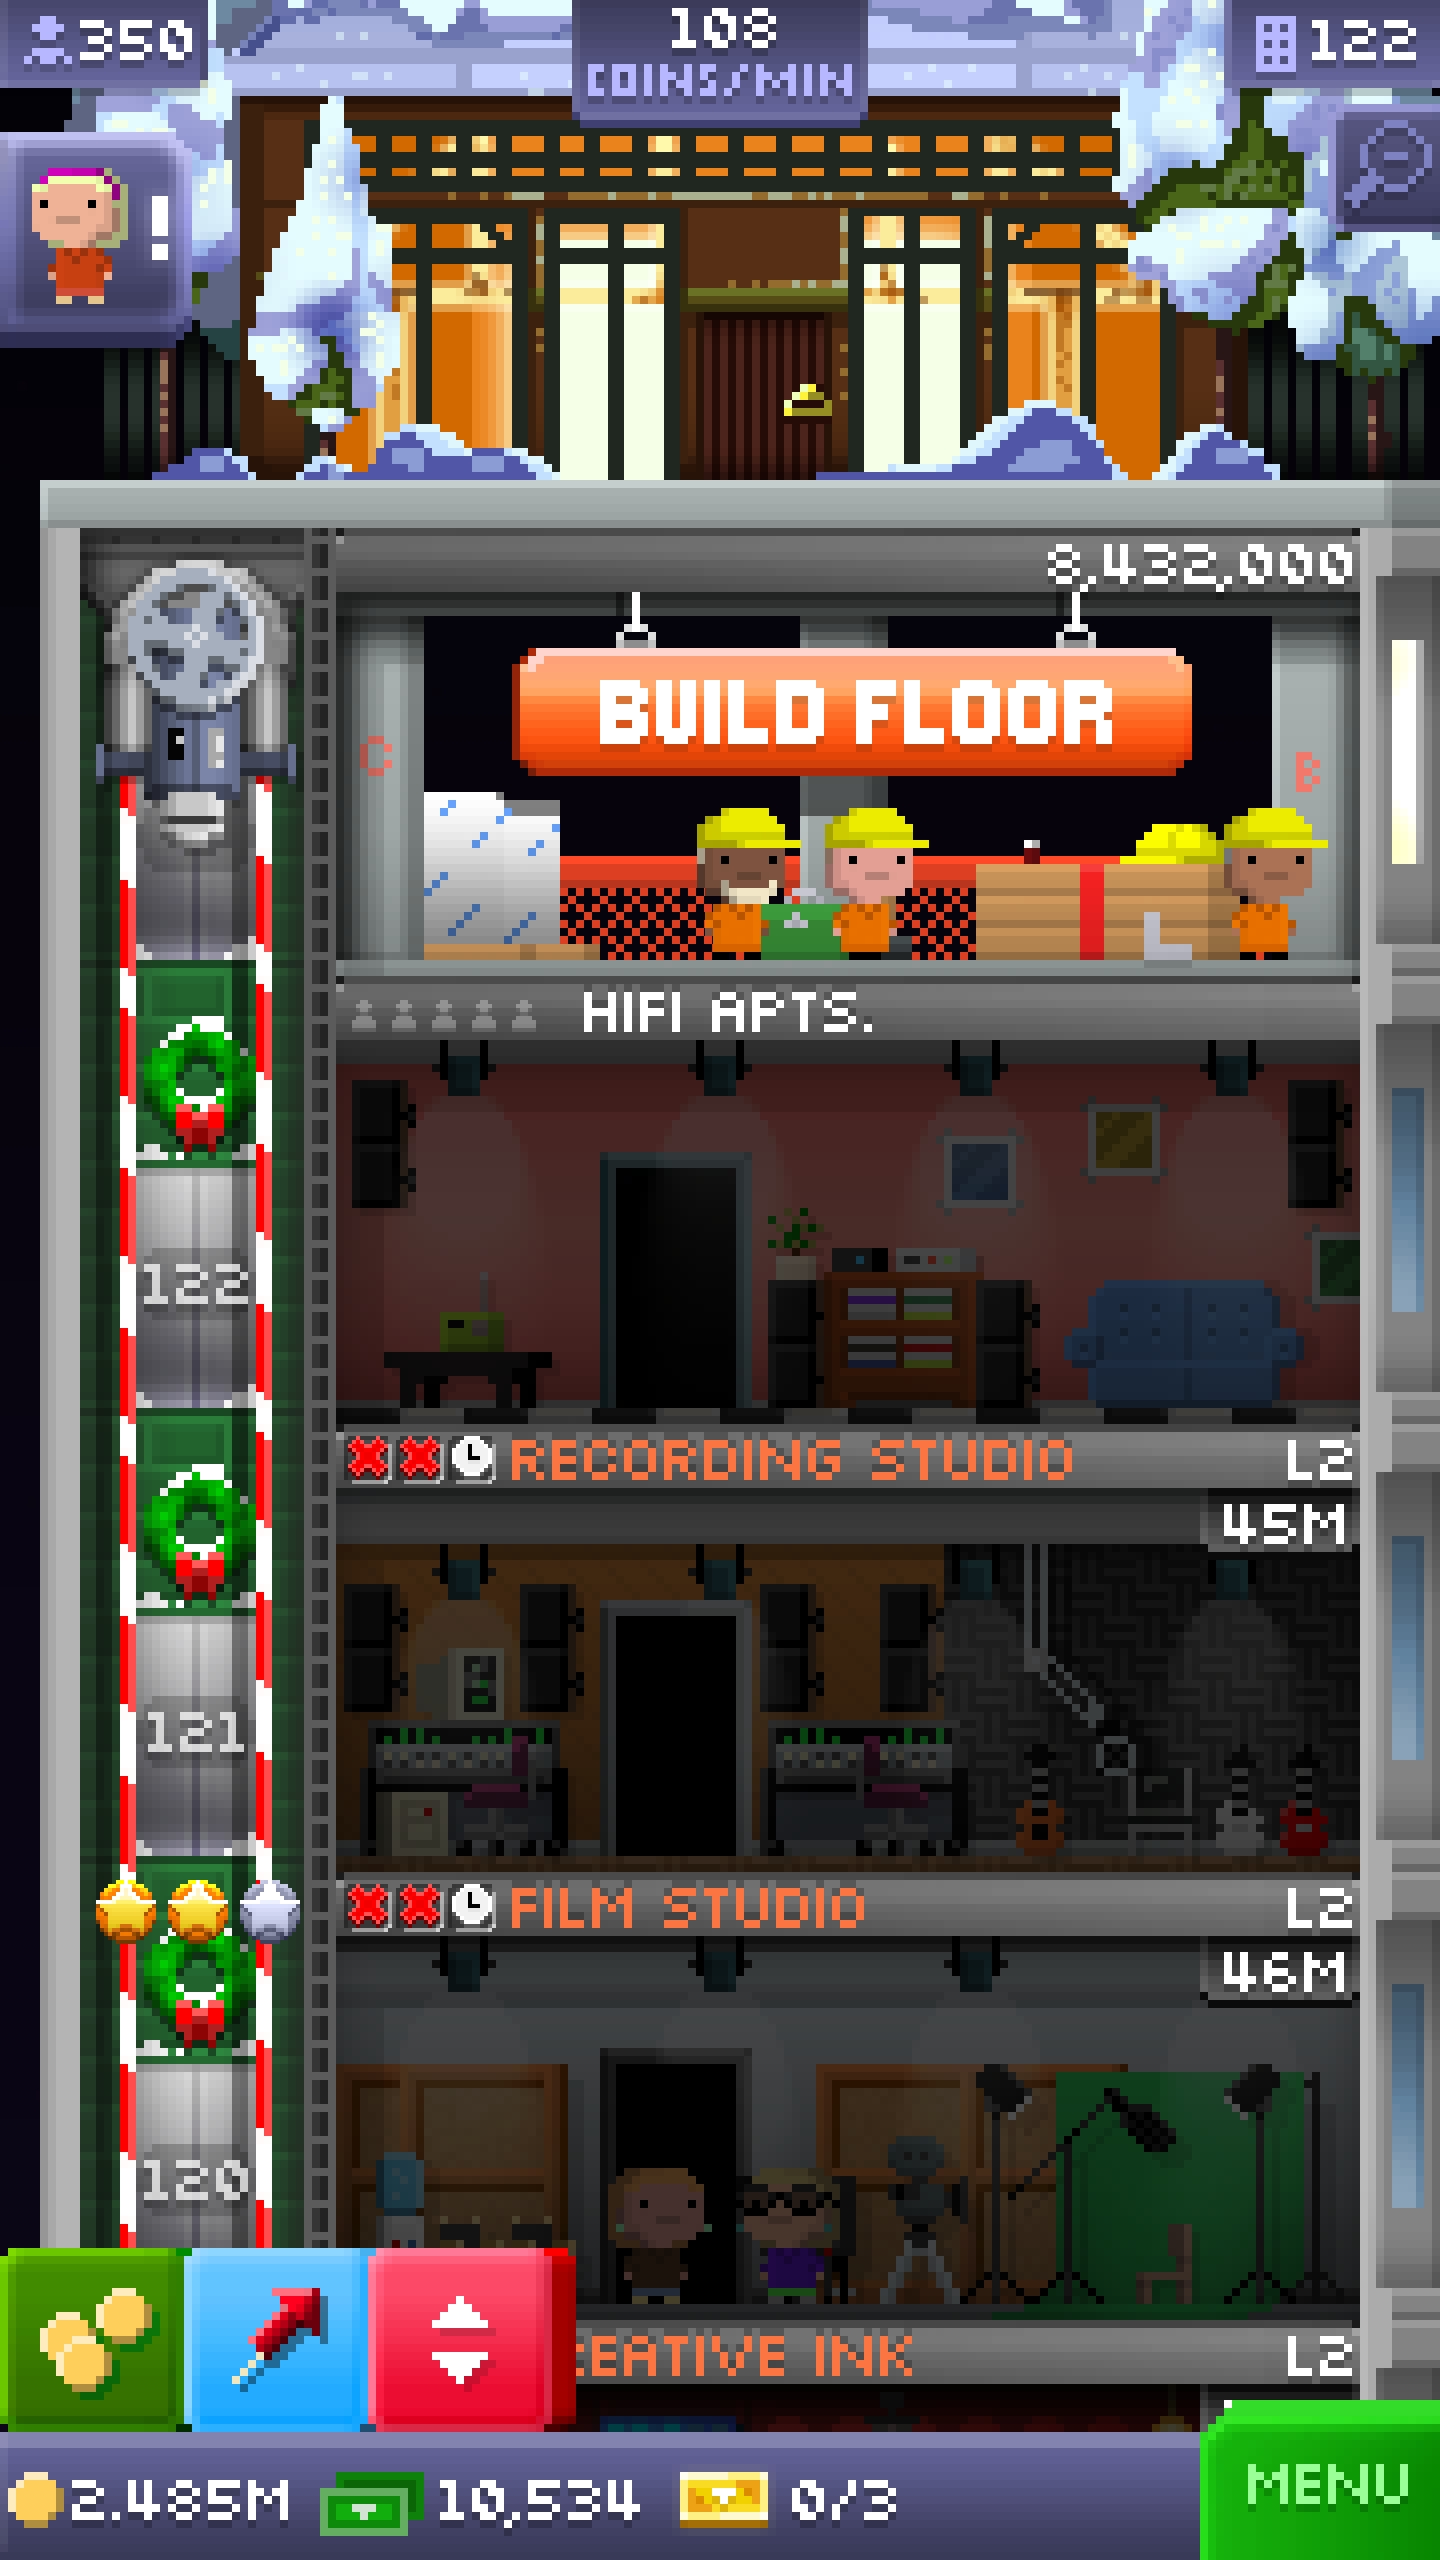 350
108
COINS/MIN
122
!
8,432,000
BUILD FLOOR
C
B
HIFI APTS.
122
RECORDING STUDIO L2
45M
121
FILM STUDIO L2
46M
120
EATIVE INK L2
2.485M 10,534 0/3
MENU